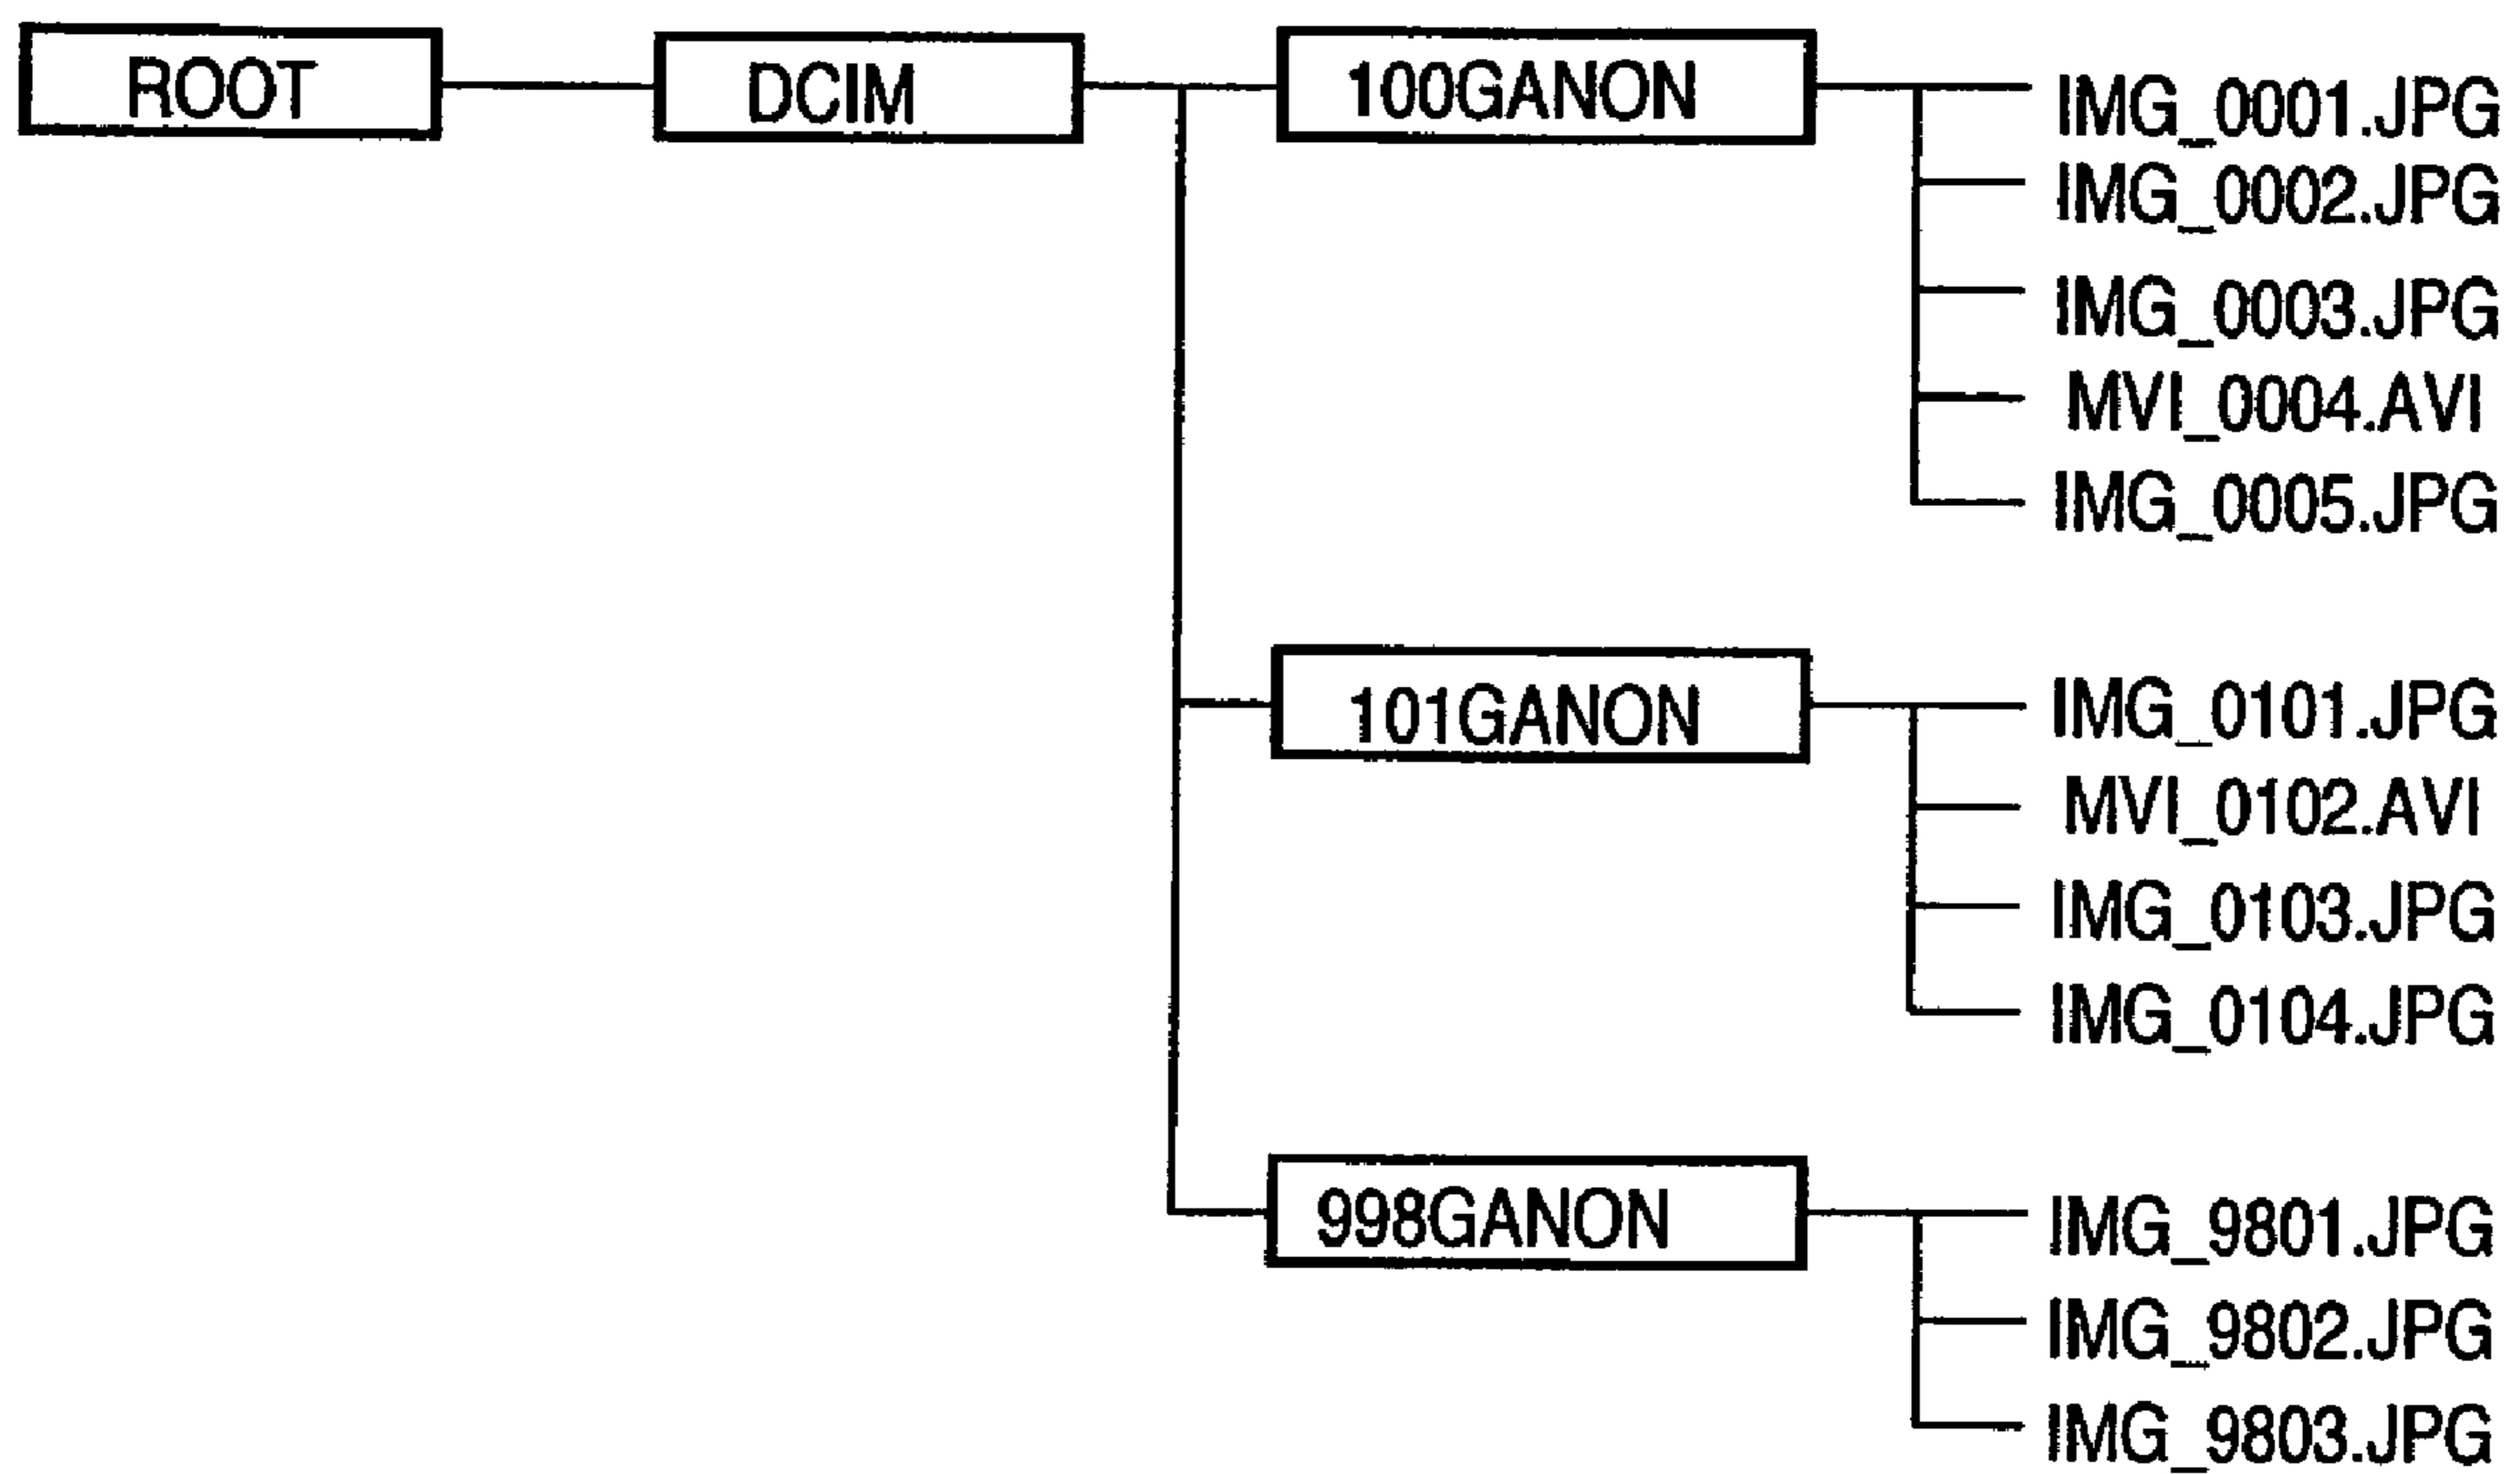 ROOT
DCIM
100GANON
IMG_0001.JPG
IMG_0002.JPG
IMG_0003.JPG
MVI_0004.AVI
IMG_0005.JPG
101GANON
IMG_0101.JPG
MVI_0102.AVI
IMG_0103.JPG
IMG_0104.JPG
998GANON
IMG_9801.JPG
IMG_9802.JPG
IMG_9803.JPG